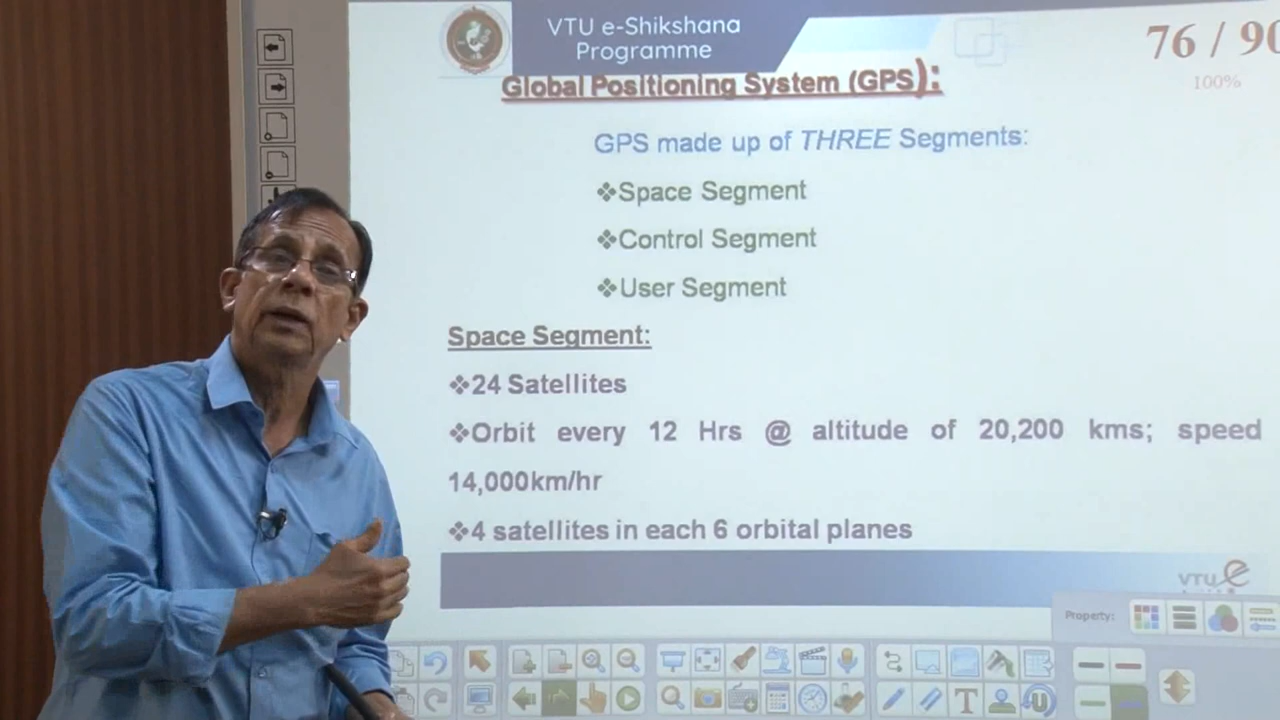 VTU e-Shikshana
Programme
76 / 90
100%
Global Positioning System (GPS):
GPS made up of THREE Segments:
❖Space Segment
❖Control Segment
❖User Segment
Space Segment:
❖24 Satellites
❖Orbit every 12 Hrs @ altitude of 20,200 kms; speed
14,000km/hr
❖4 satellites in each 6 orbital planes
VTU e
Property: